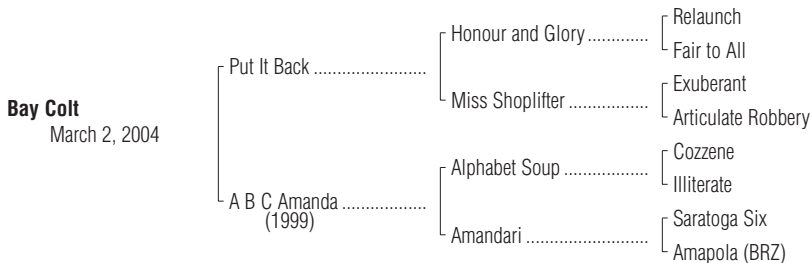 Relaunch
Honour and Glory .............
Fair to All
Put It Back ........................
Exuberant
Miss Shoplifter .................
Articulate Robbery
Bay Colt
March 2, 2004
Cozzene
Alphabet Soup ..................
Illiterate
A B C Amanda ..................
(1999)
Saratoga Six
Amandari ..........................
Amapola (BRZ)